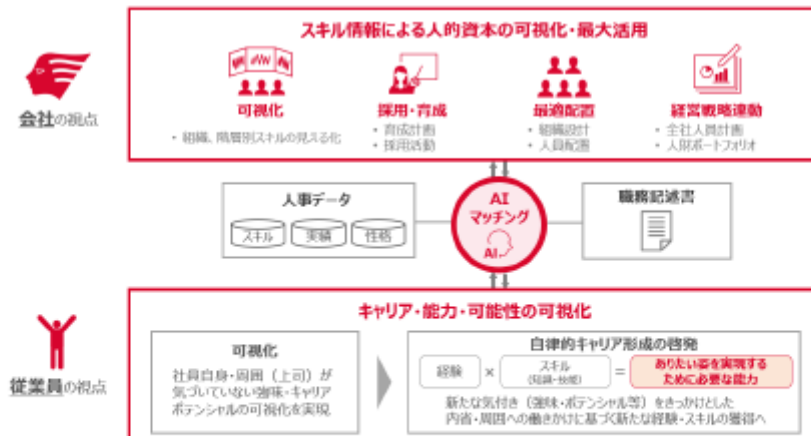 スキル情報による人的資本の可視化・最大活用
会社の視点
可視化
・組織、階層別スキルの見える化
採用・育成
・育成計画
・採用活動
最適配置
・組織設計
・人員配置
経営戦略連動
・全社人員計画
・人財ポートフォリオ
人事データ
スキル
実績
性格
AI
マッチング
AI
職務記述書
従業員の視点
キャリア・能力・可能性の可視化
可視化
社員自身・周囲（上司）が
気づいていない強味・キャリア
ポテンシャルの可視化を実現
自律的キャリア形成の啓発
経験
×
スキル
(知識・技能)
=
ありたい姿を実現する
ために必要な能力
新たな気付き（強味・ポテンシャル等）をきっかけとした
内省・周囲への働きかけに基づく新たな経験・スキルの獲得へ